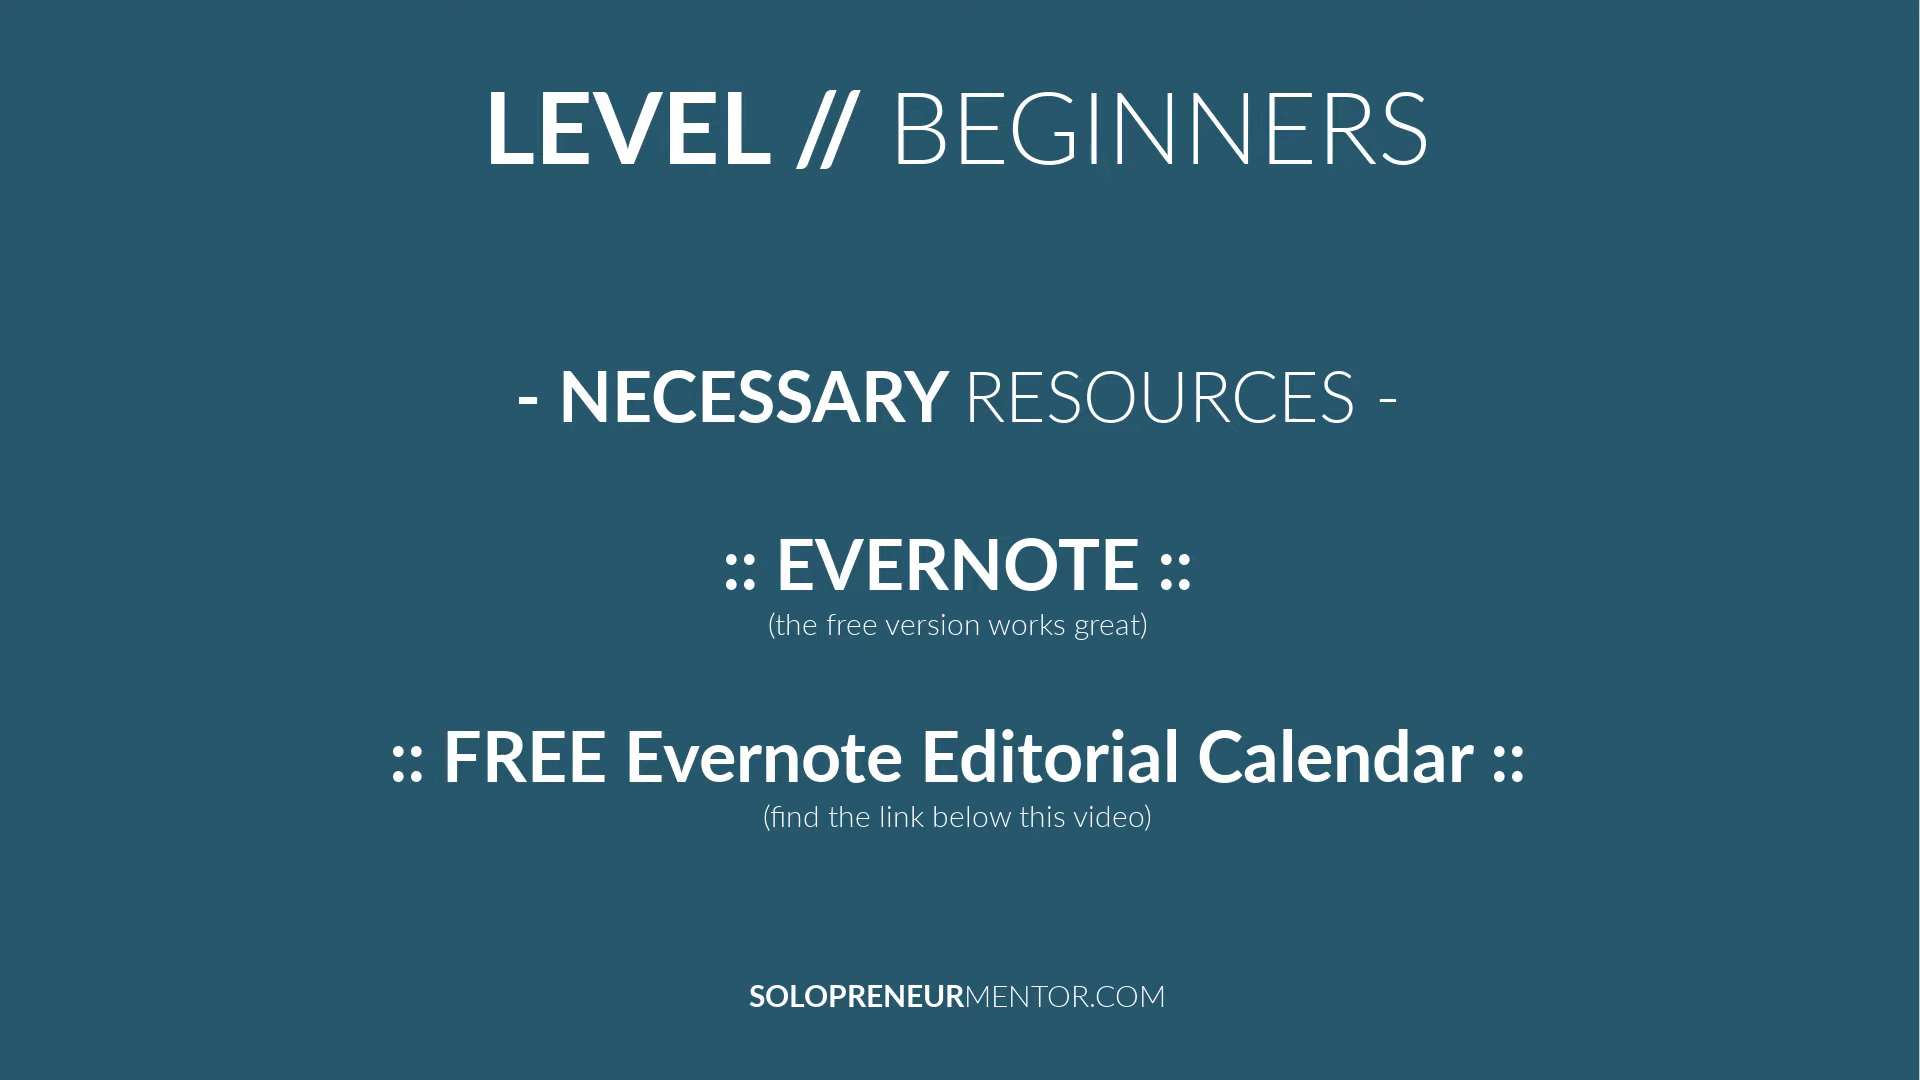 LEVEL // BEGINNERS
- NECESSARY RESOURCES -
:: EVERNOTE ::
(the free version works great)
:: FREE Evernote Editorial Calendar ::
(find the link below this video)
SOLOPRENEURMENTOR.COM